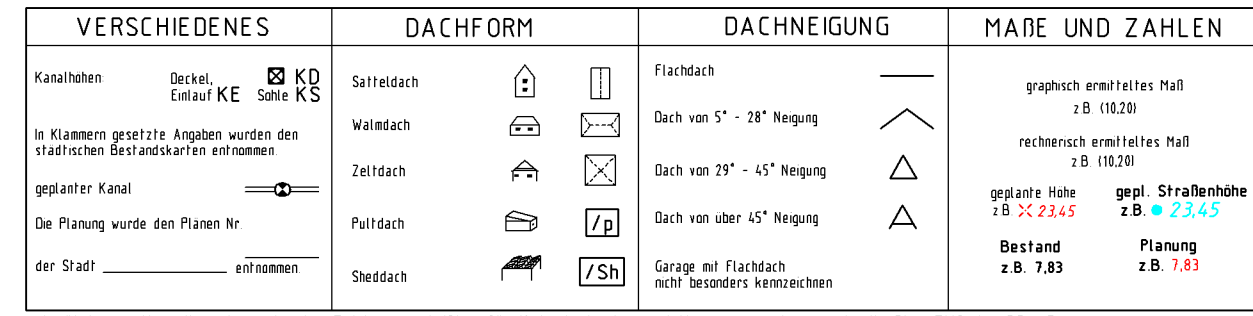 VERSCHIEDENES
Kanalhöhen: Deckel, KD
Einlauf KE Sohle KS
In Klammern gesetzte Angaben wurden den
städtischen Bestandskarten entnommen.
geplanter Kanal
Die Planung wurde den Plänen Nr.
der Stadt ____________ entnommen.
DACHFORM
Satteldach
Walmdach
Zeltdach
Pultdach /p
Sheddach /Sh
DACHNEIGUNG
Flachdach
Dach von 5° - 28° Neigung
Dach von 29° - 45° Neigung
Dach von über 45° Neigung
Garage mit Flachdach
nicht besonders kennzeichnen
MAßE UND ZAHLEN
graphisch ermitteltes Maß
z.B. (10,20)
rechnerisch ermitteltes Maß
z.B. (10,20)
geplante Höhe
z.B. 23,45
gepl. Straßenhöhe
z.B. 23,45
Bestand
z.B. 7,83
Planung
z.B. 7,83